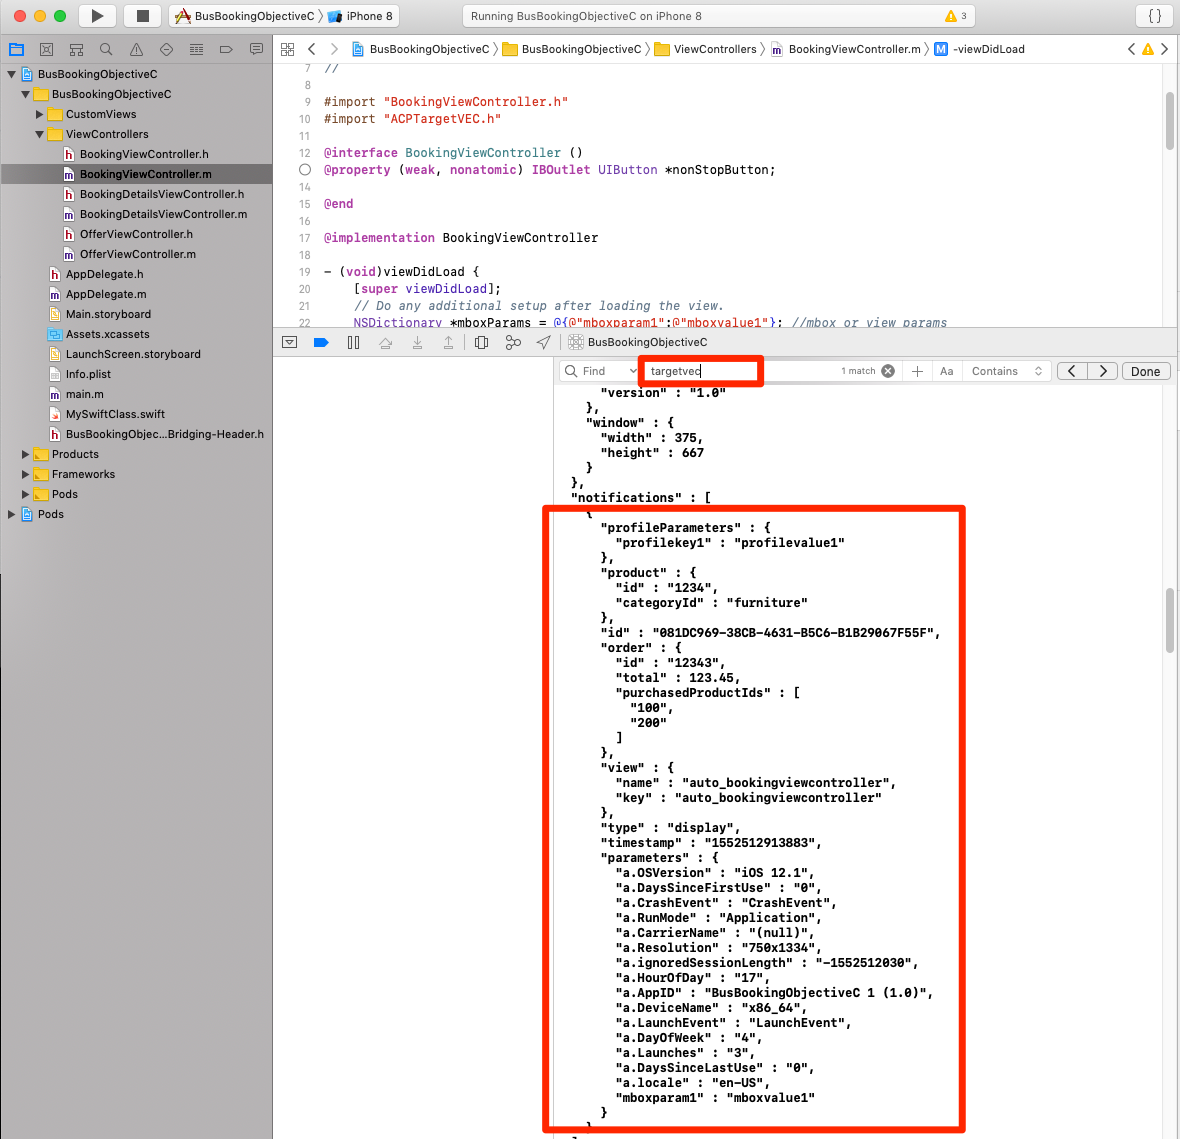 BusBookingObjectiveC
iPhone 8
Running BusBookingObjectiveC on iPhone 8
3
{}
BusBookingObjectiveC
BusBookingObjectiveC
CustomViews
ViewControllers
BookingViewController.h
BookingViewController.m
BookingDetailsViewController.h
BookingDetailsViewController.m
OfferViewController.h
OfferViewController.m
AppDelegate.h
AppDelegate.m
Main.storyboard
Assets.xcassets
LaunchScreen.storyboard
Info.plist
main.m
MySwiftClass.swift
BusBookingObjec...Bridging-Header.h
Products
Frameworks
Pods
Pods
BusBookingObjectiveC
BusBookingObjectiveC
ViewControllers
BookingViewController.m
M -viewDidLoad
7 //
8
9 #import "BookingViewController.h"
10 #import "ACPTargetVEC.h"
11
12 @interface BookingViewController ()
@property (weak, nonatomic) IBOutlet UIButton *nonStopButton;
14
15 @end
16
17 @implementation BookingViewController
18
19 - (void)viewDidLoad {
20 [super viewDidLoad];
21 // Do any additional setup after loading the view.
22 NSDictionary *mboxParams = @{@"mboxparam1":@"mboxvalue1"}; //mbox or view params
BusBookingObjectiveC
Find
targetvec
1 match
Aa
Contains
Done
"version" : "1.0"
},
"window" : {
"width" : 375,
"height" : 667
}
},
"notifications" : [
{
"profileParameters" : {
"profilekey1" : "profilevalue1"
},
"product" : {
"id" : "1234",
"categoryId" : "furniture"
},
"id" : "081DC969-38CB-4631-B5C6-B1B29067F55F",
"order" : {
"id" : "12343",
"total" : 123.45,
"purchasedProductIds" : [
"100",
"200"
]
},
"view" : {
"name" : "auto_bookingviewcontroller",
"key" : "auto_bookingviewcontroller"
},
"type" : "display",
"timestamp" : "1552512913883",
"parameters" : {
"a.OSVersion" : "iOS 12.1",
"a.DaysSinceFirstUse" : "0",
"a.CrashEvent" : "CrashEvent",
"a.RunMode" : "Application",
"a.CarrierName" : "(null)",
"a.Resolution" : "750x1334",
"a.ignoredSessionLength" : "-1552512030",
"a.HourOfDay" : "17",
"a.AppID" : "BusBookingObjectiveC 1 (1.0)",
"a.DeviceName" : "x86_64",
"a.LaunchEvent" : "LaunchEvent",
"a.DayOfWeek" : "4",
"a.Launches" : "3",
"a.DaysSinceLastUse" : "0",
"a.locale" : "en-US",
"mboxparam1" : "mboxvalue1"
}
}